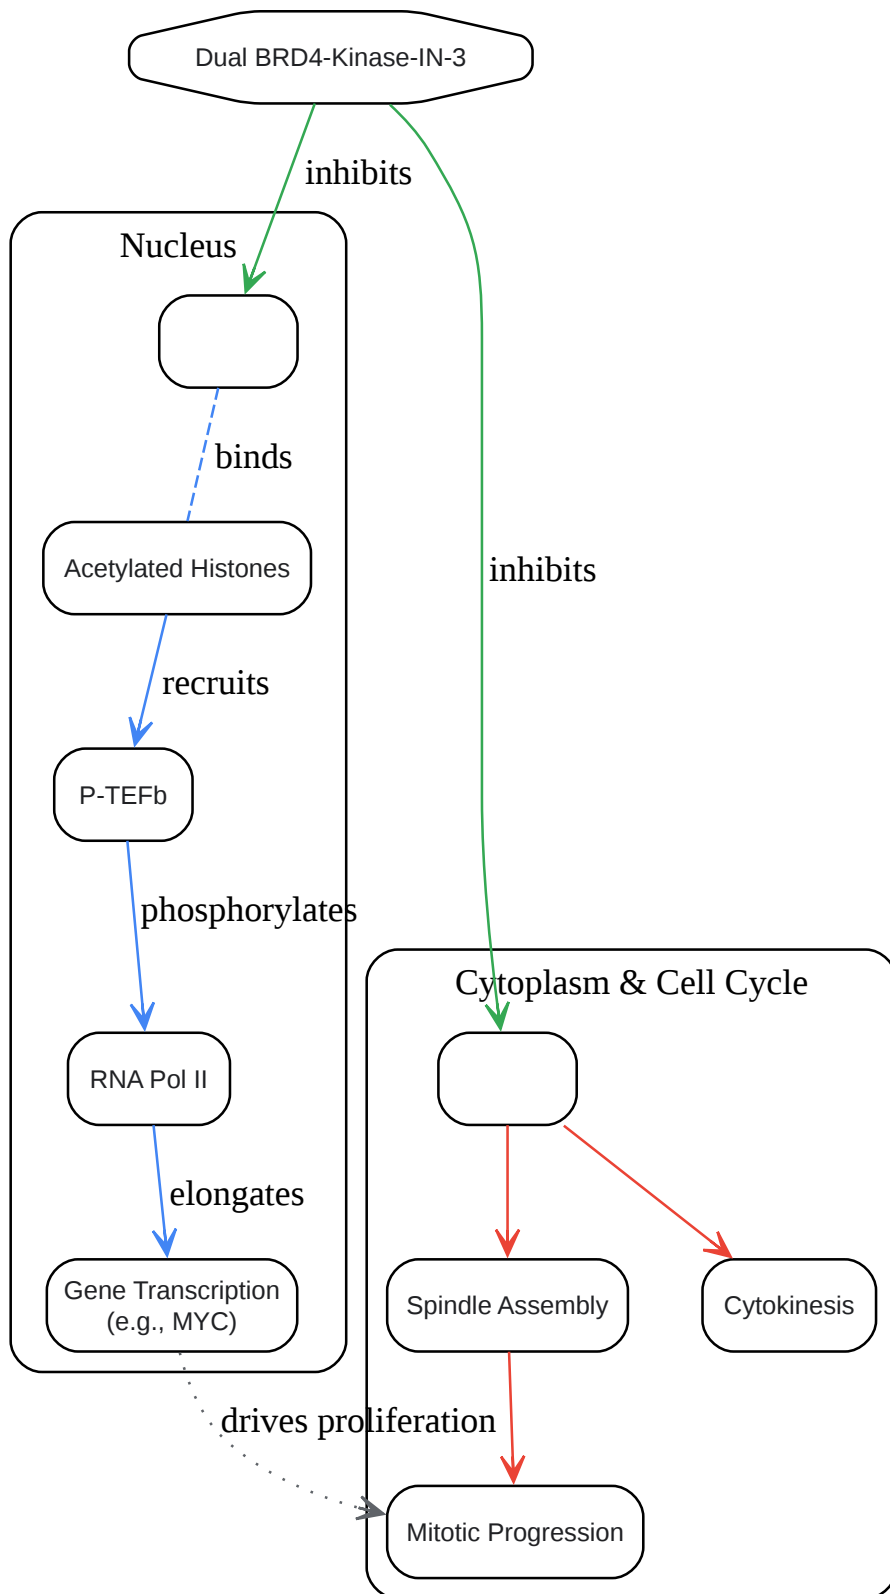 Dual BRD4-Kinase-IN-3
inhibits
Nucleus
binds
Acetylated Histones
inhibits
recruits
P-TEFb
phosphorylates
Cytoplasm & Cell Cycle
RNA Pol II
elongates
Gene Transcription
(e.g., MYC)
Spindle Assembly
Cytokinesis
drives proliferation
Mitotic Progression